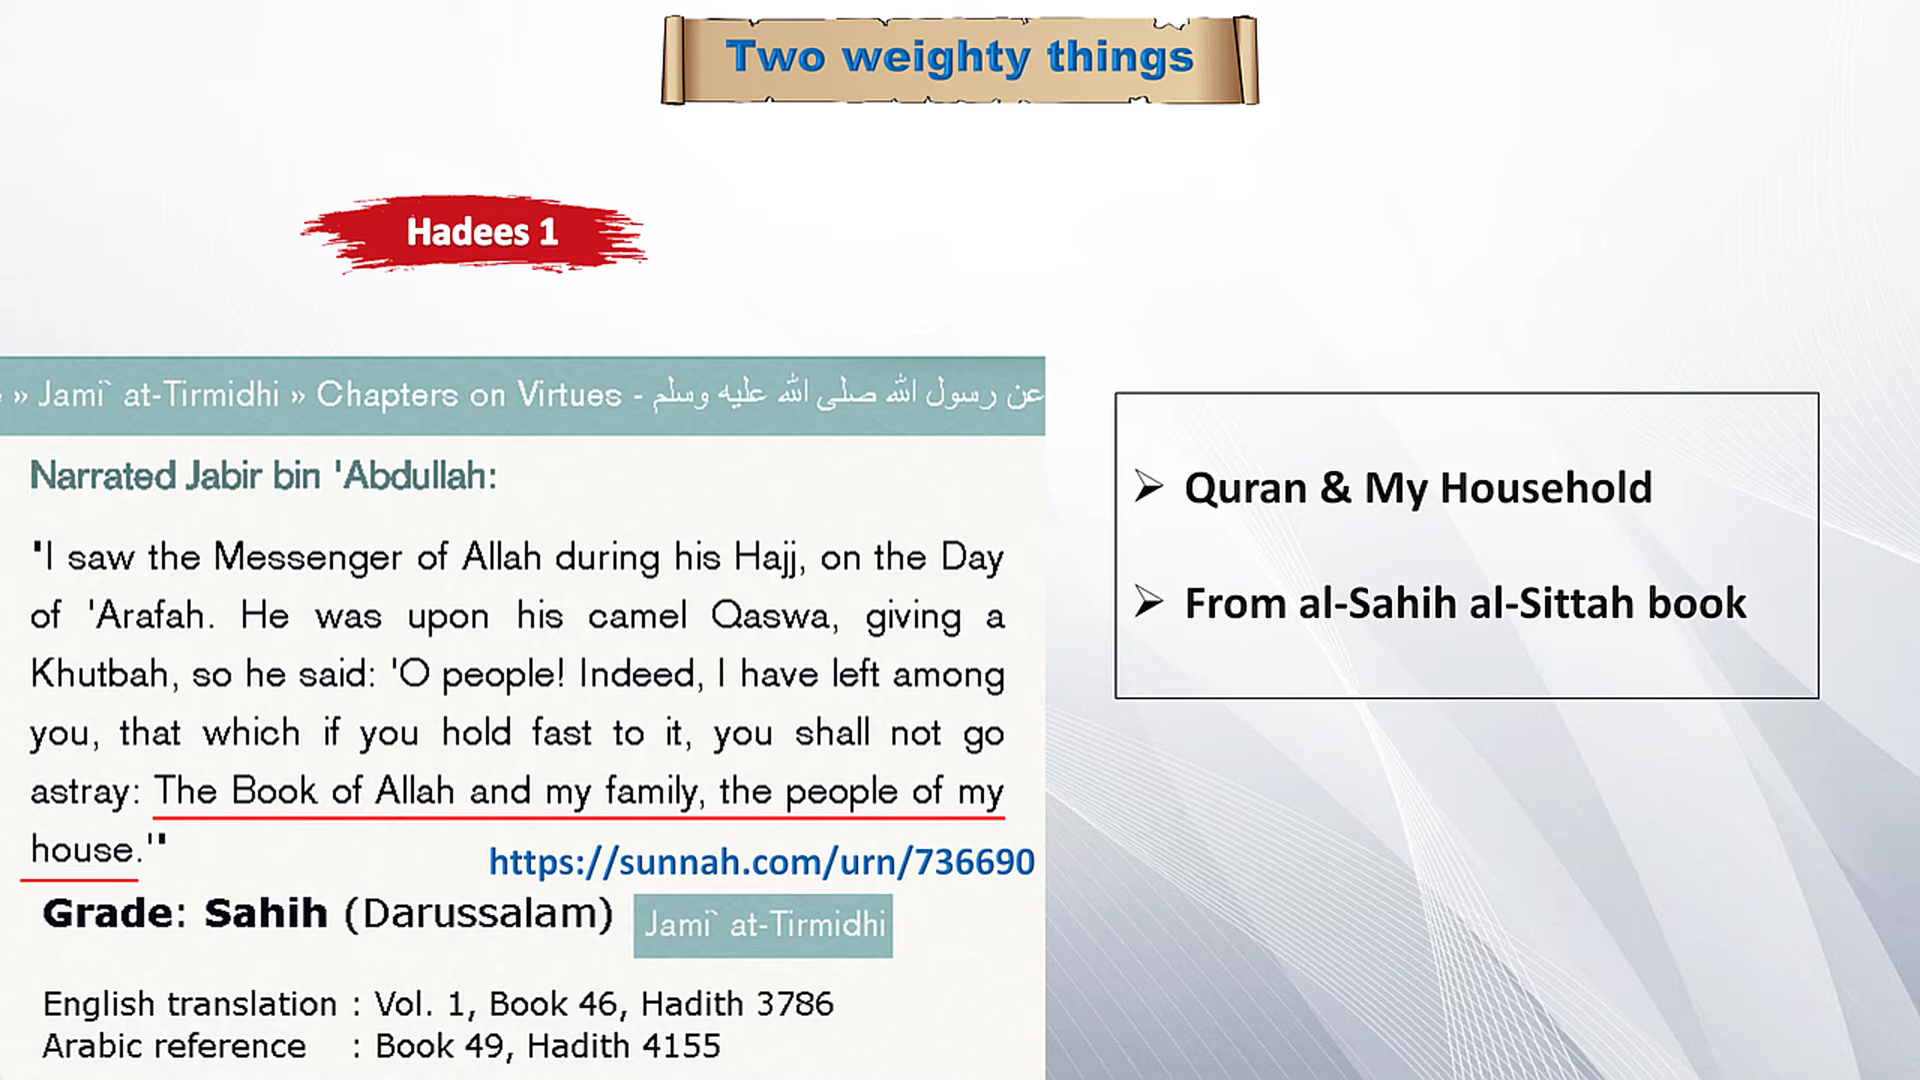 Two weighty things
Hadees 1
» Jami` at-Tirmidhi » Chapters on Virtues - عن رسول الله صلى الله عليه وسلم
Narrated Jabir bin 'Abdullah:
"I saw the Messenger of Allah during his Hajj, on the Day
of 'Arafah. He was upon his camel Qaswa, giving a
Khutbah, so he said: 'O people! Indeed, I have left among
you, that which if you hold fast to it, you shall not go
astray: The Book of Allah and my family, the people of my
house.'"
https://sunnah.com/urn/736690
Grade: Sahih (Darussalam)
Jami` at-Tirmidhi
English translation : Vol. 1, Book 46, Hadith 3786
Arabic reference : Book 49, Hadith 4155
Quran & My Household
From al-Sahih al-Sittah book